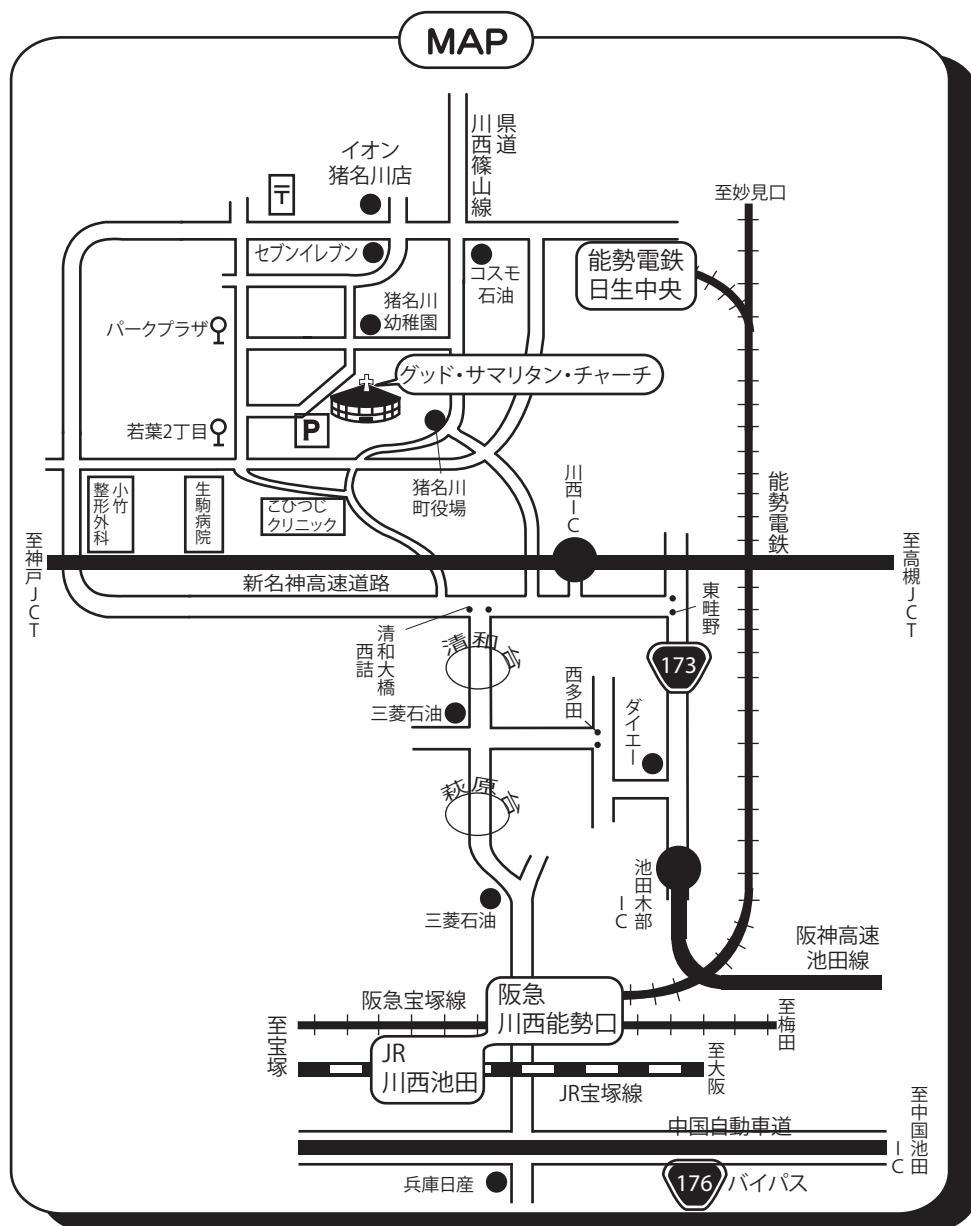 MAP
県道
川西篠山線
イオン
猪名川店
〒
至妙見口
セブンイレブン
コスモ
石油
能勢電鉄
日生中央
猪名川
幼稚園
パークプラザ
グッド・サマリタン・チャーチ
若葉2丁目
P
猪名川
町役場
川西IC
能勢電鉄
小竹
整形外科
生駒病院
こひつじ
クリニック
至神戸JCT
至高槻JCT
新名神高速道路
東畦野
清和大橋
西詰
清和台
173
西多田
ダイエー
三菱石油
萩原台
池田木部
IC
三菱石油
阪神高速
池田線
阪急宝塚線
阪急
川西能勢口
至宝塚
至梅田
JR
川西池田
至大阪
JR宝塚線
中国自動車道
至中国池田
IC
兵庫日産
176
バイパス